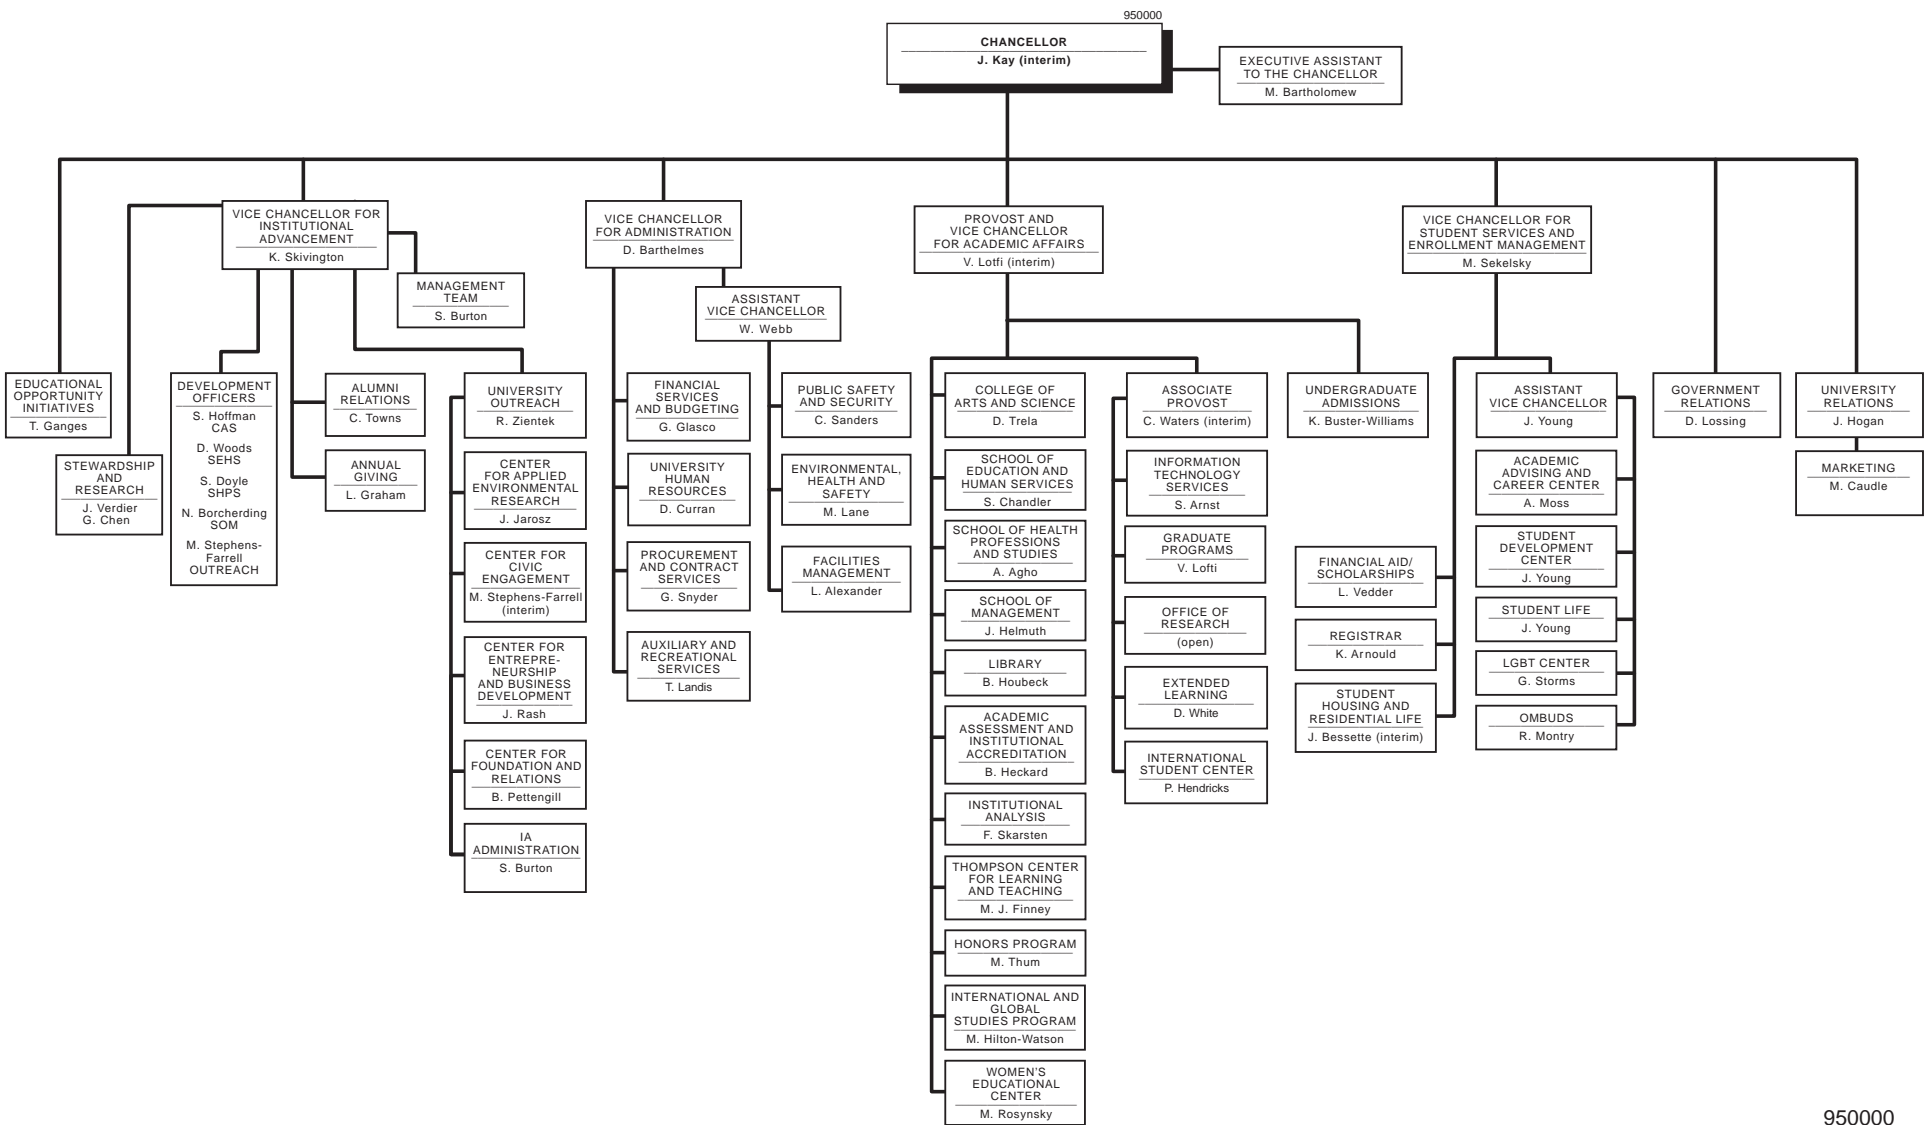 950000
CHANCELLOR
J. Kay (interim)
EXECUTIVE ASSISTANT
TO THE CHANCELLOR
M. Bartholomew
VICE CHANCELLOR FOR
INSTITUTIONAL
ADVANCEMENT
K. Skivington
VICE CHANCELLOR
FOR ADMINISTRATION
D. Barthelmes
PROVOST AND
VICE CHANCELLOR
FOR ACADEMIC AFFAIRS
V. Lotfi (interim)
VICE CHANCELLOR FOR
STUDENT SERVICES AND
ENROLLMENT MANAGEMENT
M. Sekelsky
MANAGEMENT
TEAM
S. Burton
ASSISTANT
VICE CHANCELLOR
W. Webb
EDUCATIONAL
OPPORTUNITY
INITIATIVES
T. Ganges
STEWARDSHIP
AND
RESEARCH
J. Verdier
G. Chen
DEVELOPMENT
OFFICERS
S. Hoffman
CAS
D. Woods
SEHS
S. Doyle
SHPS
N. Borcherding
SOM
M. Stephens-
Farrell
OUTREACH
ALUMNI
RELATIONS
C. Towns
ANNUAL
GIVING
L. Graham
UNIVERSITY
OUTREACH
R. Zientek
CENTER
FOR APPLIED
ENVIRONMENTAL
RESEARCH
J. Jarosz
CENTER FOR
CIVIC
ENGAGEMENT
M. Stephens-Farrell
(interim)
CENTER FOR
ENTREPRE-
NEURSHIP
AND BUSINESS
DEVELOPMENT
J. Rash
CENTER FOR
FOUNDATION AND
RELATIONS
B. Pettengill
IA
ADMINISTRATION
S. Burton
FINANCIAL
SERVICES
AND BUDGETING
G. Glasco
UNIVERSITY
HUMAN
RESOURCES
D. Curran
PROCUREMENT
AND CONTRACT
SERVICES
G. Snyder
AUXILIARY AND
RECREATIONAL
SERVICES
T. Landis
PUBLIC SAFETY
AND SECURITY
C. Sanders
ENVIRONMENTAL,
HEALTH AND
SAFETY
M. Lane
FACILITIES
MANAGEMENT
L. Alexander
COLLEGE OF
ARTS AND SCIENCE
D. Trela
SCHOOL OF
EDUCATION AND
HUMAN SERVICES
S. Chandler
SCHOOL OF HEALTH
PROFESSIONS
AND STUDIES
A. Agho
SCHOOL OF
MANAGEMENT
J. Helmuth
LIBRARY
B. Houbeck
ACADEMIC
ASSESSMENT AND
INSTITUTIONAL
ACCREDITATION
B. Heckard
INSTITUTIONAL
ANALYSIS
F. Skarsten
THOMPSON CENTER
FOR LEARNING
AND TEACHING
M. J. Finney
HONORS PROGRAM
M. Thum
INTERNATIONAL AND
GLOBAL
STUDIES PROGRAM
M. Hilton-Watson
WOMEN'S
EDUCATIONAL
CENTER
M. Rosynsky
ASSOCIATE
PROVOST
C. Waters (interim)
INFORMATION
TECHNOLOGY
SERVICES
S. Arnst
GRADUATE
PROGRAMS
V. Lofti
OFFICE OF
RESEARCH
(open)
EXTENDED
LEARNING
D. White
INTERNATIONAL
STUDENT CENTER
P. Hendricks
UNDERGRADUATE
ADMISSIONS
K. Buster-Williams
FINANCIAL AID/
SCHOLARSHIPS
L. Vedder
REGISTRAR
K. Arnould
STUDENT
HOUSING AND
RESIDENTIAL LIFE
J. Bessette (interim)
ASSISTANT
VICE CHANCELLOR
J. Young
ACADEMIC
ADVISING AND
CAREER CENTER
A. Moss
STUDENT
DEVELOPMENT
CENTER
J. Young
STUDENT LIFE
J. Young
LGBT CENTER
G. Storms
OMBUDS
R. Montry
GOVERNMENT
RELATIONS
D. Lossing
UNIVERSITY
RELATIONS
J. Hogan
MARKETING
M. Caudle
950000